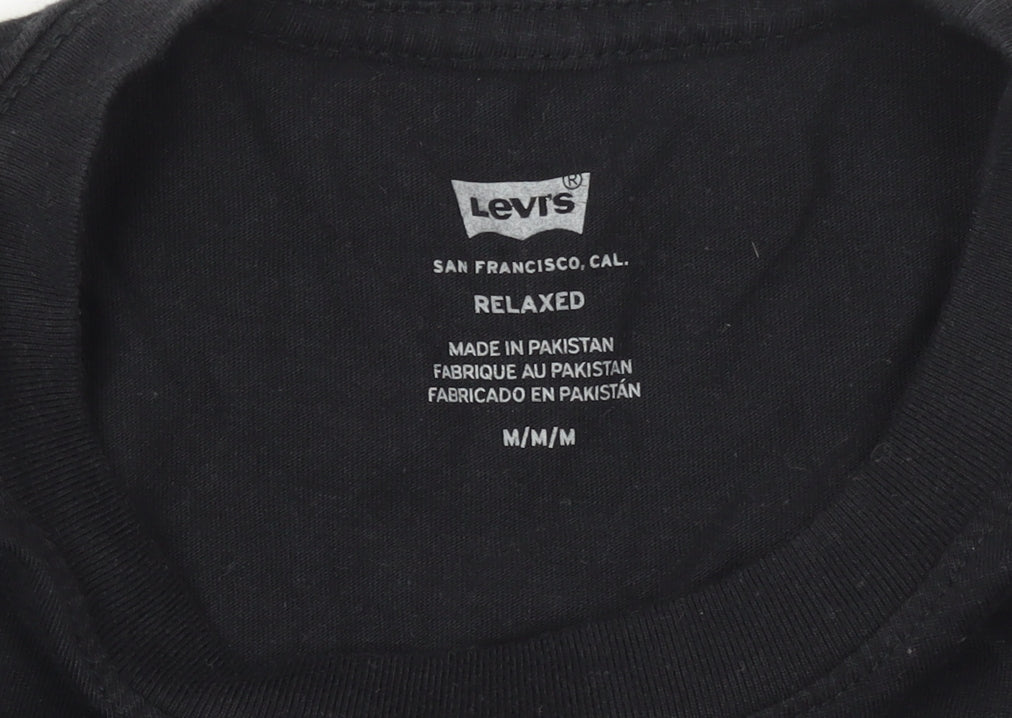 Levi's®
SAN FRANCISCO, CAL.
RELAXED
MADE IN PAKISTAN
FABRIQUE AU PAKISTAN
FABRICADO EN PAKISTÁN
M/M/M